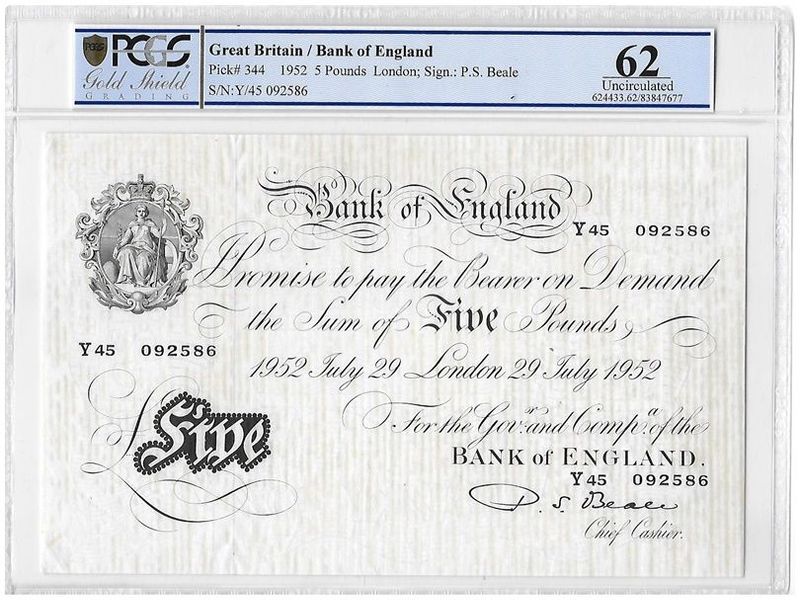 PCGS PCGS
Gold Shield
GRADING
Great Britain / Bank of England
Pick# 344 1952 5 Pounds London; Sign.: P.S. Beale
S/N:Y/45 092586
62
Uncirculated
624433.62/83847677
Bank of England
Y45 092586
I Promise to pay the Bearer on Demand
the Sum of Five Pounds
Y45 092586
1952 July 29 London 29 July 1952
For the Govr. and Compa. of the
BANK of ENGLAND.
£Five
Y45 092586
P. S. Beale
Chief Cashier.